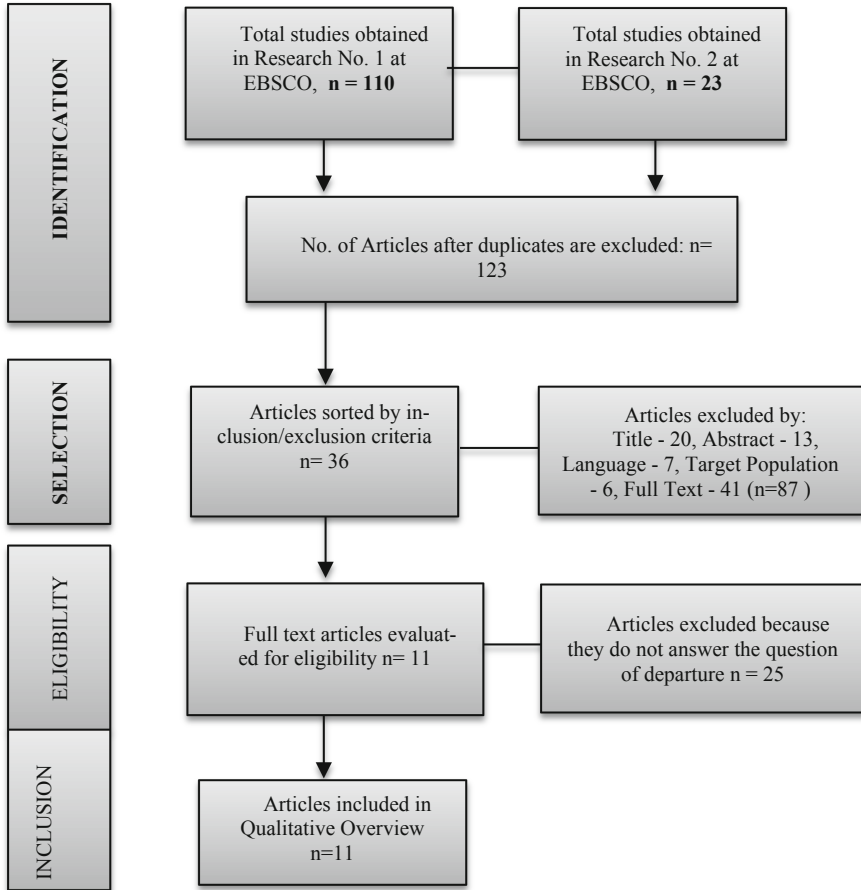 IDENTIFICATION
Total studies obtained
in Research No. 1 at
EBSCO, n = 110
Total studies obtained
in Research No. 2 at
EBSCO, n = 23
No. of Articles after duplicates are excluded: n=
123
SELECTION
Articles sorted by in-
clusion/exclusion criteria
n= 36
Articles excluded by:
Title - 20, Abstract - 13,
Language - 7, Target Population
- 6, Full Text - 41 (n=87 )
ELIGIBILITY
Full text articles evaluat-
ed for eligibility n= 11
Articles excluded because
they do not answer the question
of departure n = 25
INCLUSION
Articles included in
Qualitative Overview
n=11